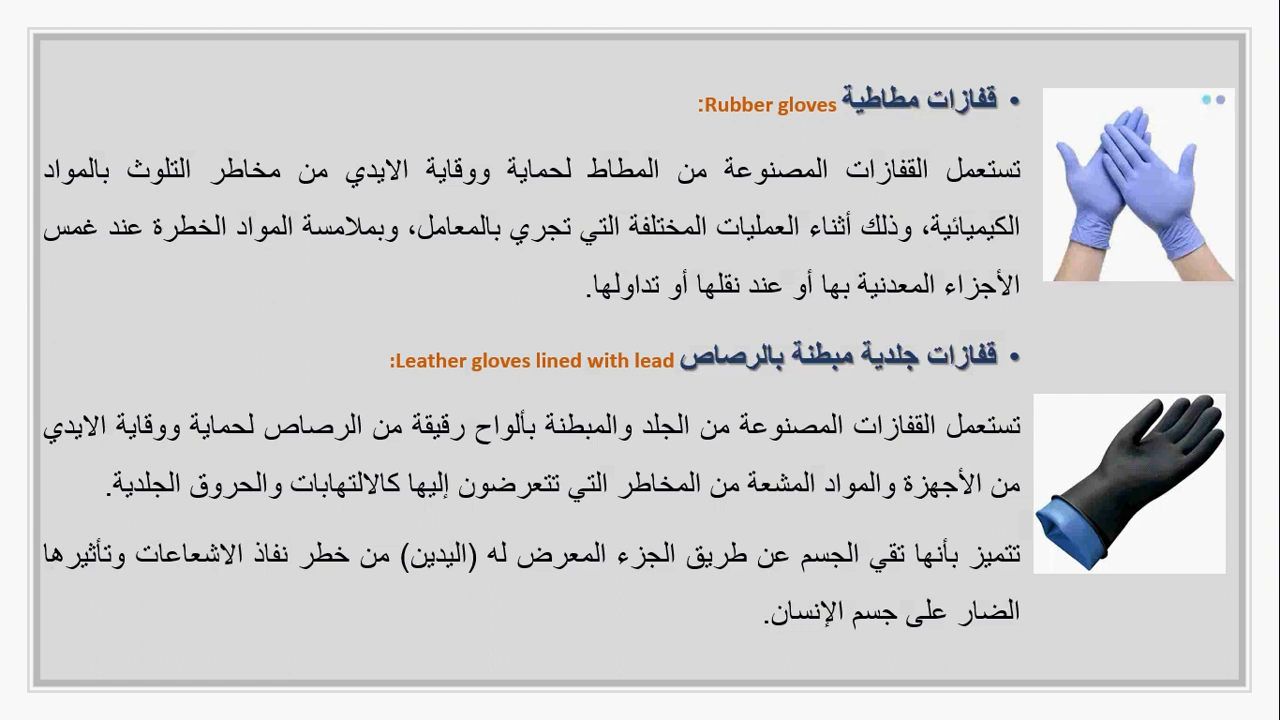 • قفازات مطاطية Rubber gloves:
تستعمل القفازات المصنوعة من المطاط لحماية ووقاية الايدي من مخاطر التلوث بالمواد
الكيميائية، وذلك أثناء العمليات المختلفة التي تجري بالمعامل، وبملامسة المواد الخطرة عند غمس
الأجزاء المعدنية بها أو عند نقلها أو تداولها.
• قفازات جلدية مبطنة بالرصاص Leather gloves lined with lead:
تستعمل القفازات المصنوعة من الجلد والمبطنة بألواح رقيقة من الرصاص لحماية ووقاية الايدي
من الأجهزة والمواد المشعة من المخاطر التي تتعرضون إليها كالالتهابات والحروق الجلدية.
تتميز بأنها تقي الجسم عن طريق الجزء المعرض له (اليدين) من خطر نفاذ الاشعاعات وتأثيرها
الضار على جسم الإنسان.